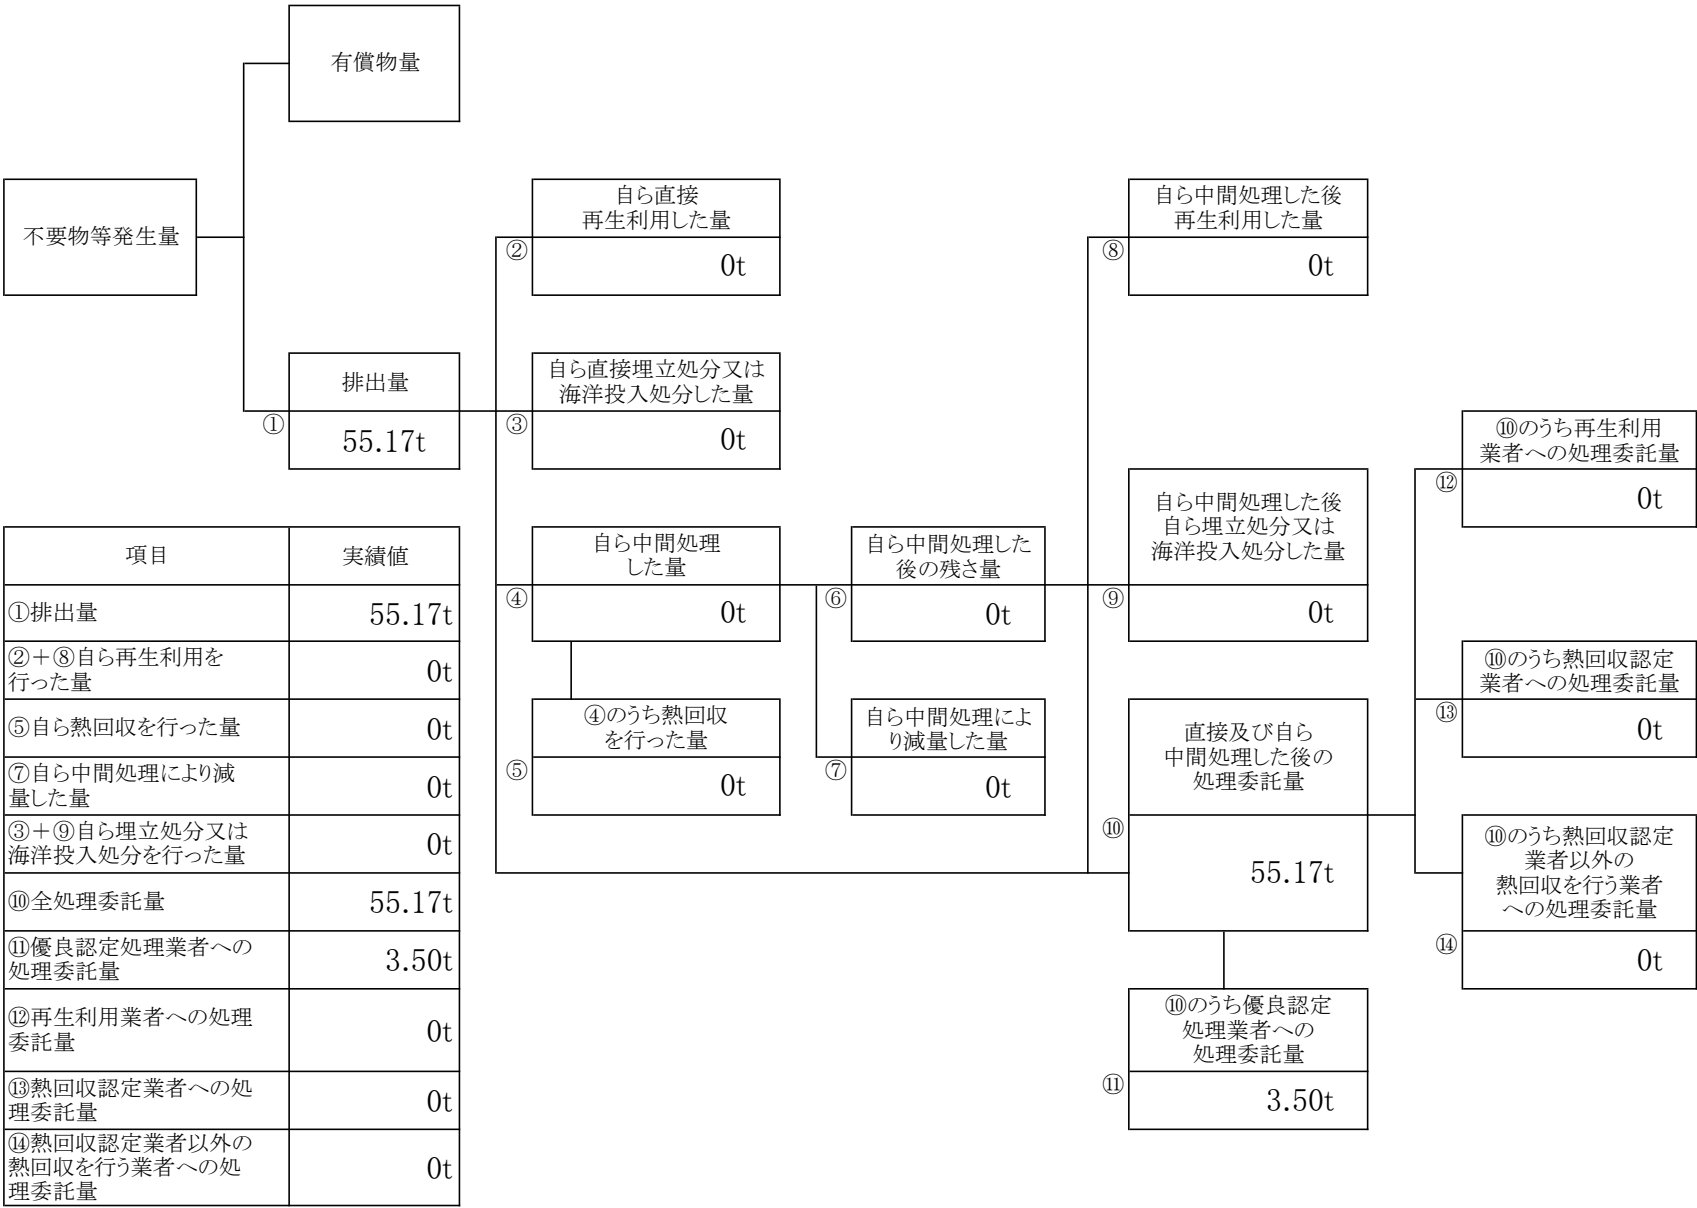 有償物量
不要物等発生量
自ら直接
再生利用した量
②
0t
自ら中間処理した後
再生利用した量
⑧
0t
排出量
①
55.17t
自ら直接埋立処分又は
海洋投入処分した量
③
0t
⑩のうち再生利用
業者への処理委託量
⑫
0t
自ら中間処理した後
自ら埋立処分又は
海洋投入処分した量
⑨
0t
自ら中間処理
した量
④
0t
自ら中間処理した
後の残さ量
⑥
0t
④のうち熱回収
を行った量
⑤
0t
自ら中間処理によ
り減量した量
⑦
0t
直接及び自ら
中間処理した後の
処理委託量
⑩
55.17t
⑩のうち熱回収認定
業者への処理委託量
⑬
0t
⑩のうち熱回収認定
業者以外の
熱回収を行う業者
への処理委託量
⑭
0t
⑩のうち優良認定
処理業者への
処理委託量
⑪
3.50t
項目 実績値
①排出量 55.17t
②＋⑧自ら再生利用を
行った量
0t
⑤自ら熱回収を行った量 0t
⑦自ら中間処理により減
量した量
0t
③＋⑨自ら埋立処分又は
海洋投入処分を行った量
0t
⑩全処理委託量 55.17t
⑪優良認定処理業者への
処理委託量
3.50t
⑫再生利用業者への処理
委託量
0t
⑬熱回収認定業者への処
理委託量
0t
⑭熱回収認定業者以外の
熱回収を行う業者への処
理委託量
0t